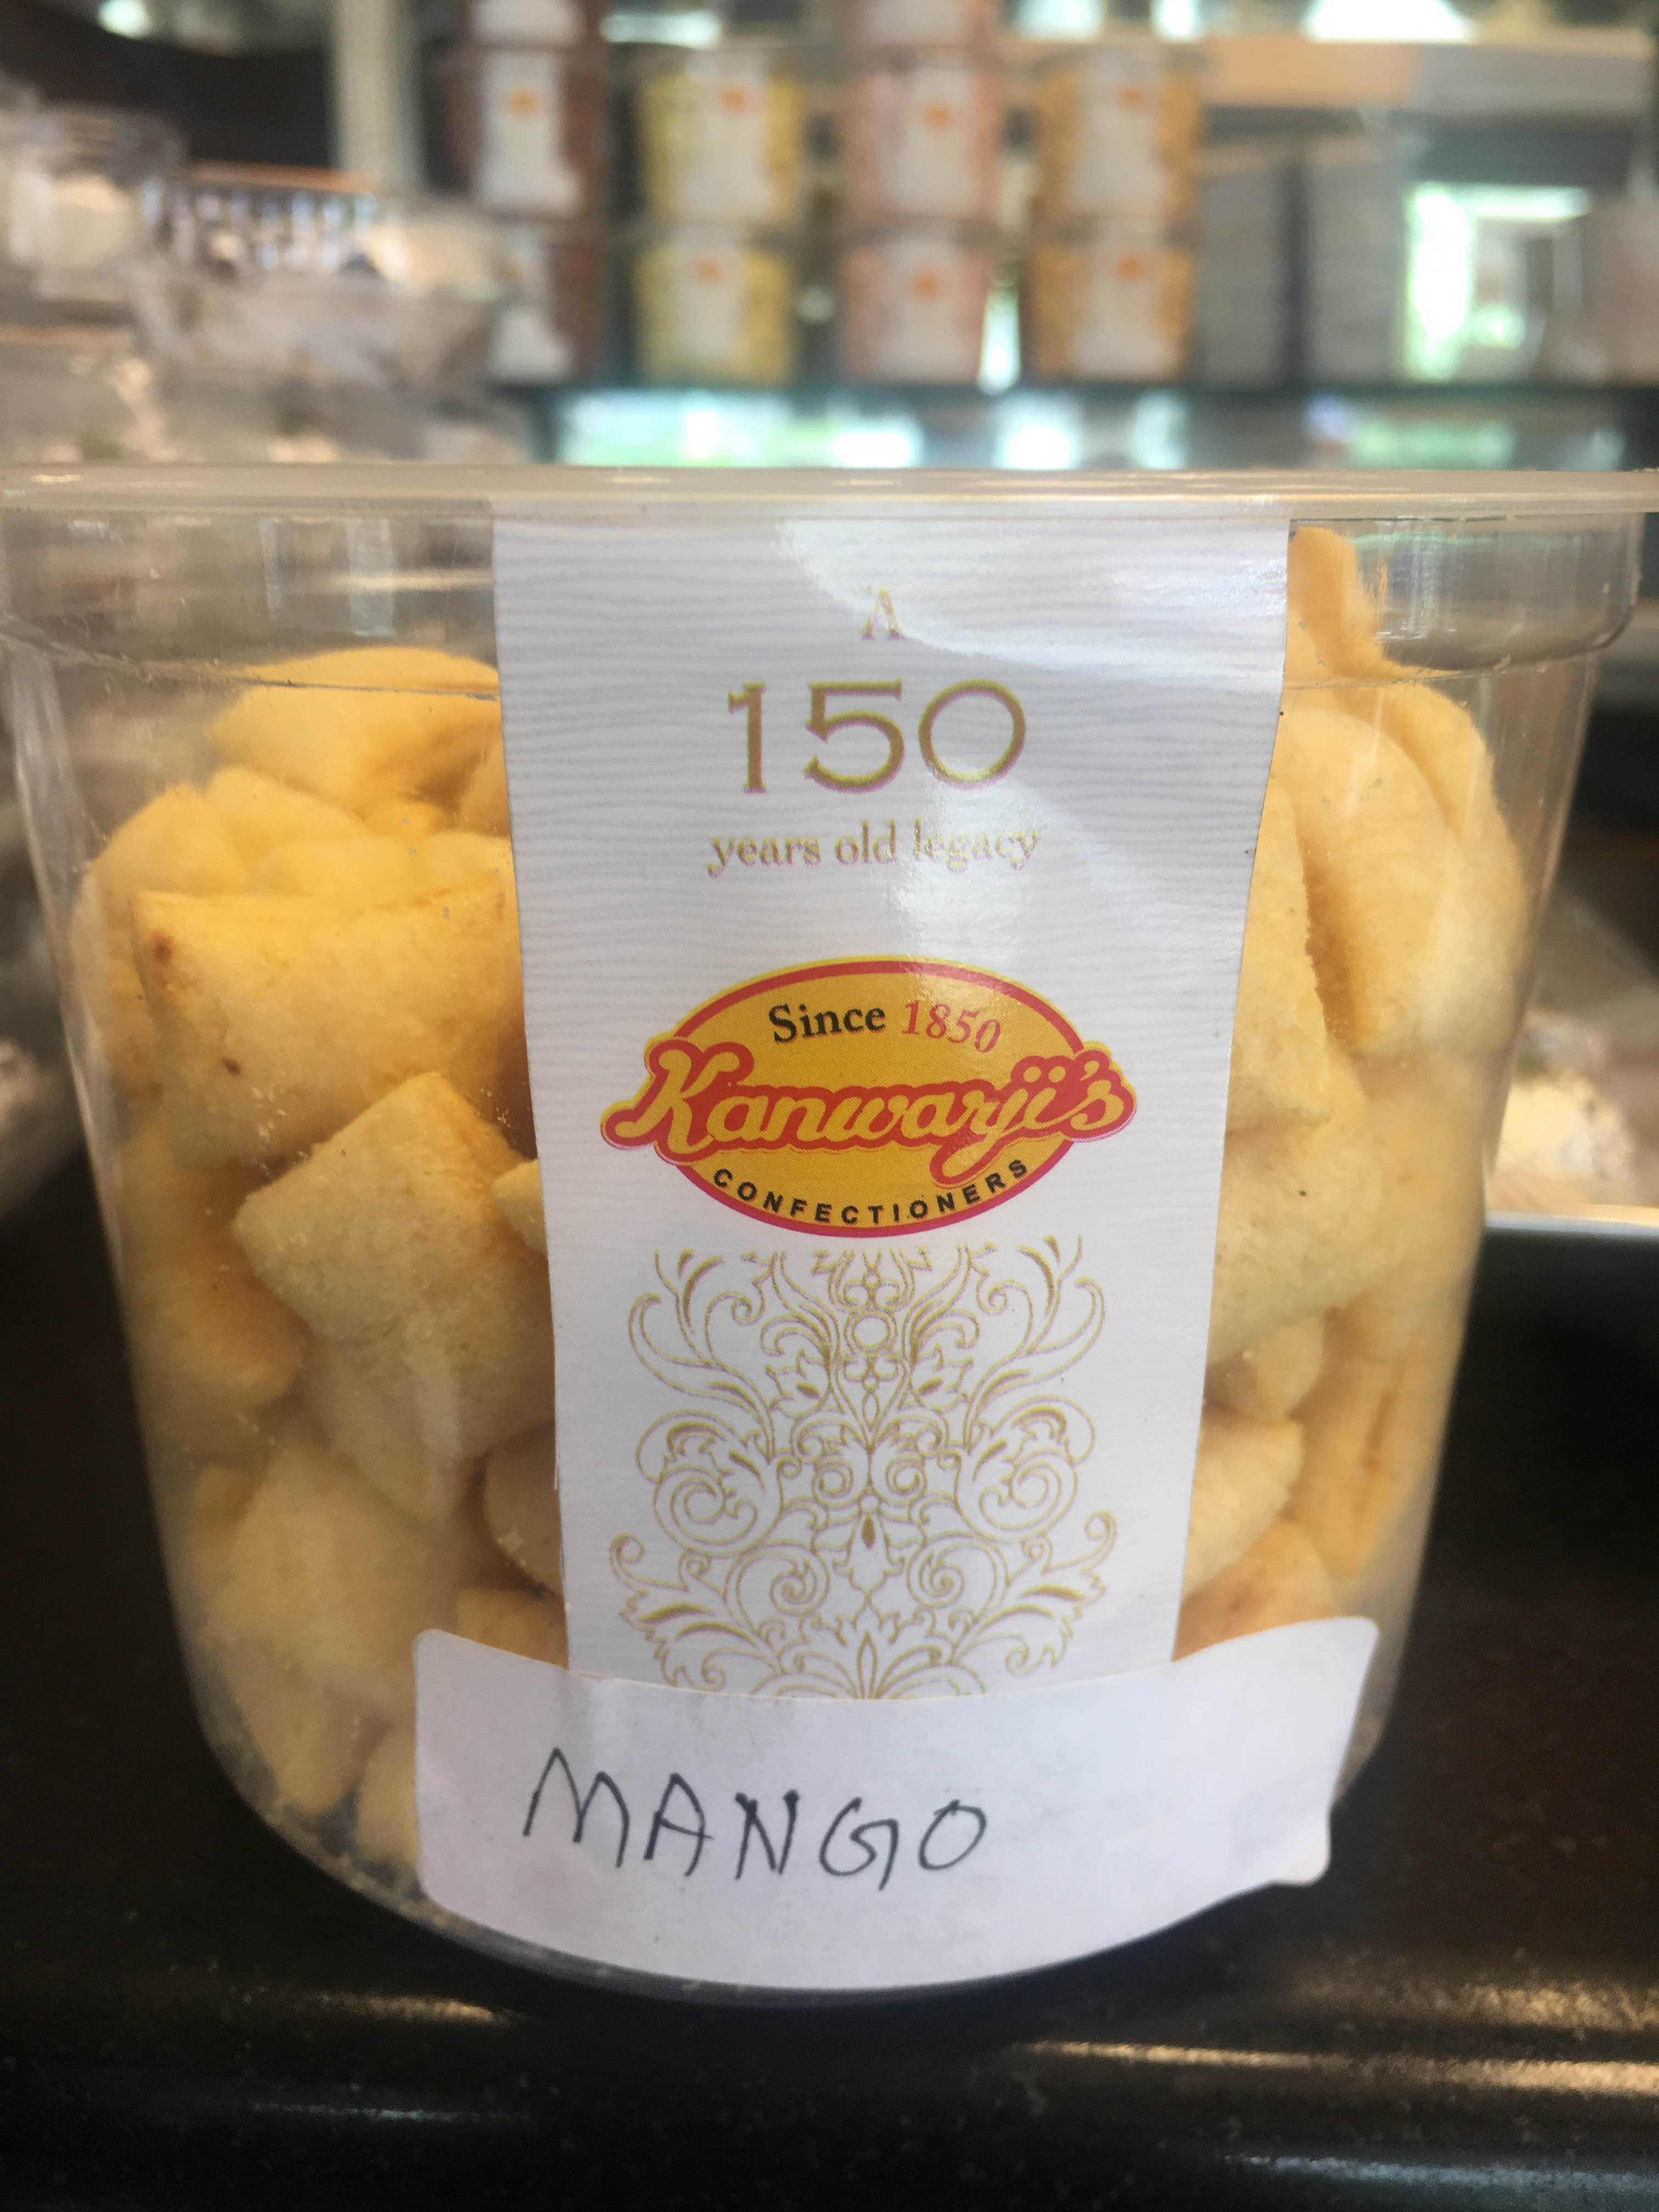 A
150
years old legacy
Since 1850
Kanwarji's
CONFECTIONERS
MANGO